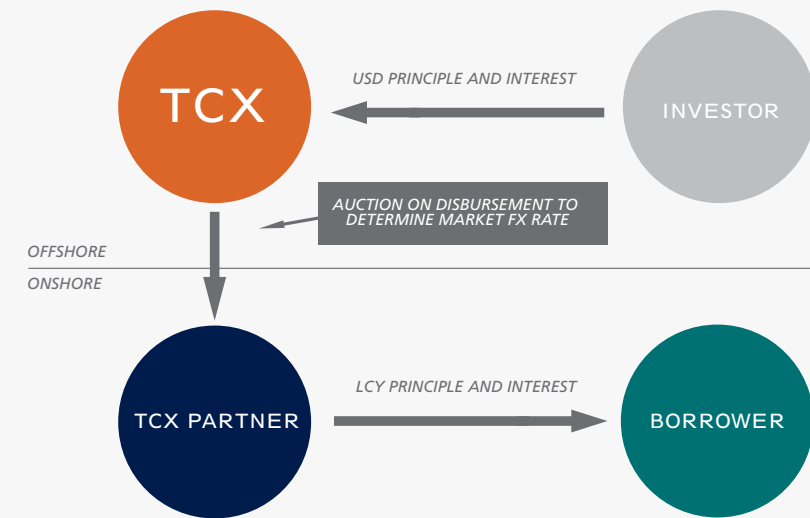 TCX
USD PRINCIPLE AND INTEREST
INVESTOR
AUCTION ON DISBURSEMENT TO
DETERMINE MARKET FX RATE
OFFSHORE
ONSHORE
TCX PARTNER
LCY PRINCIPLE AND INTEREST
BORROWER